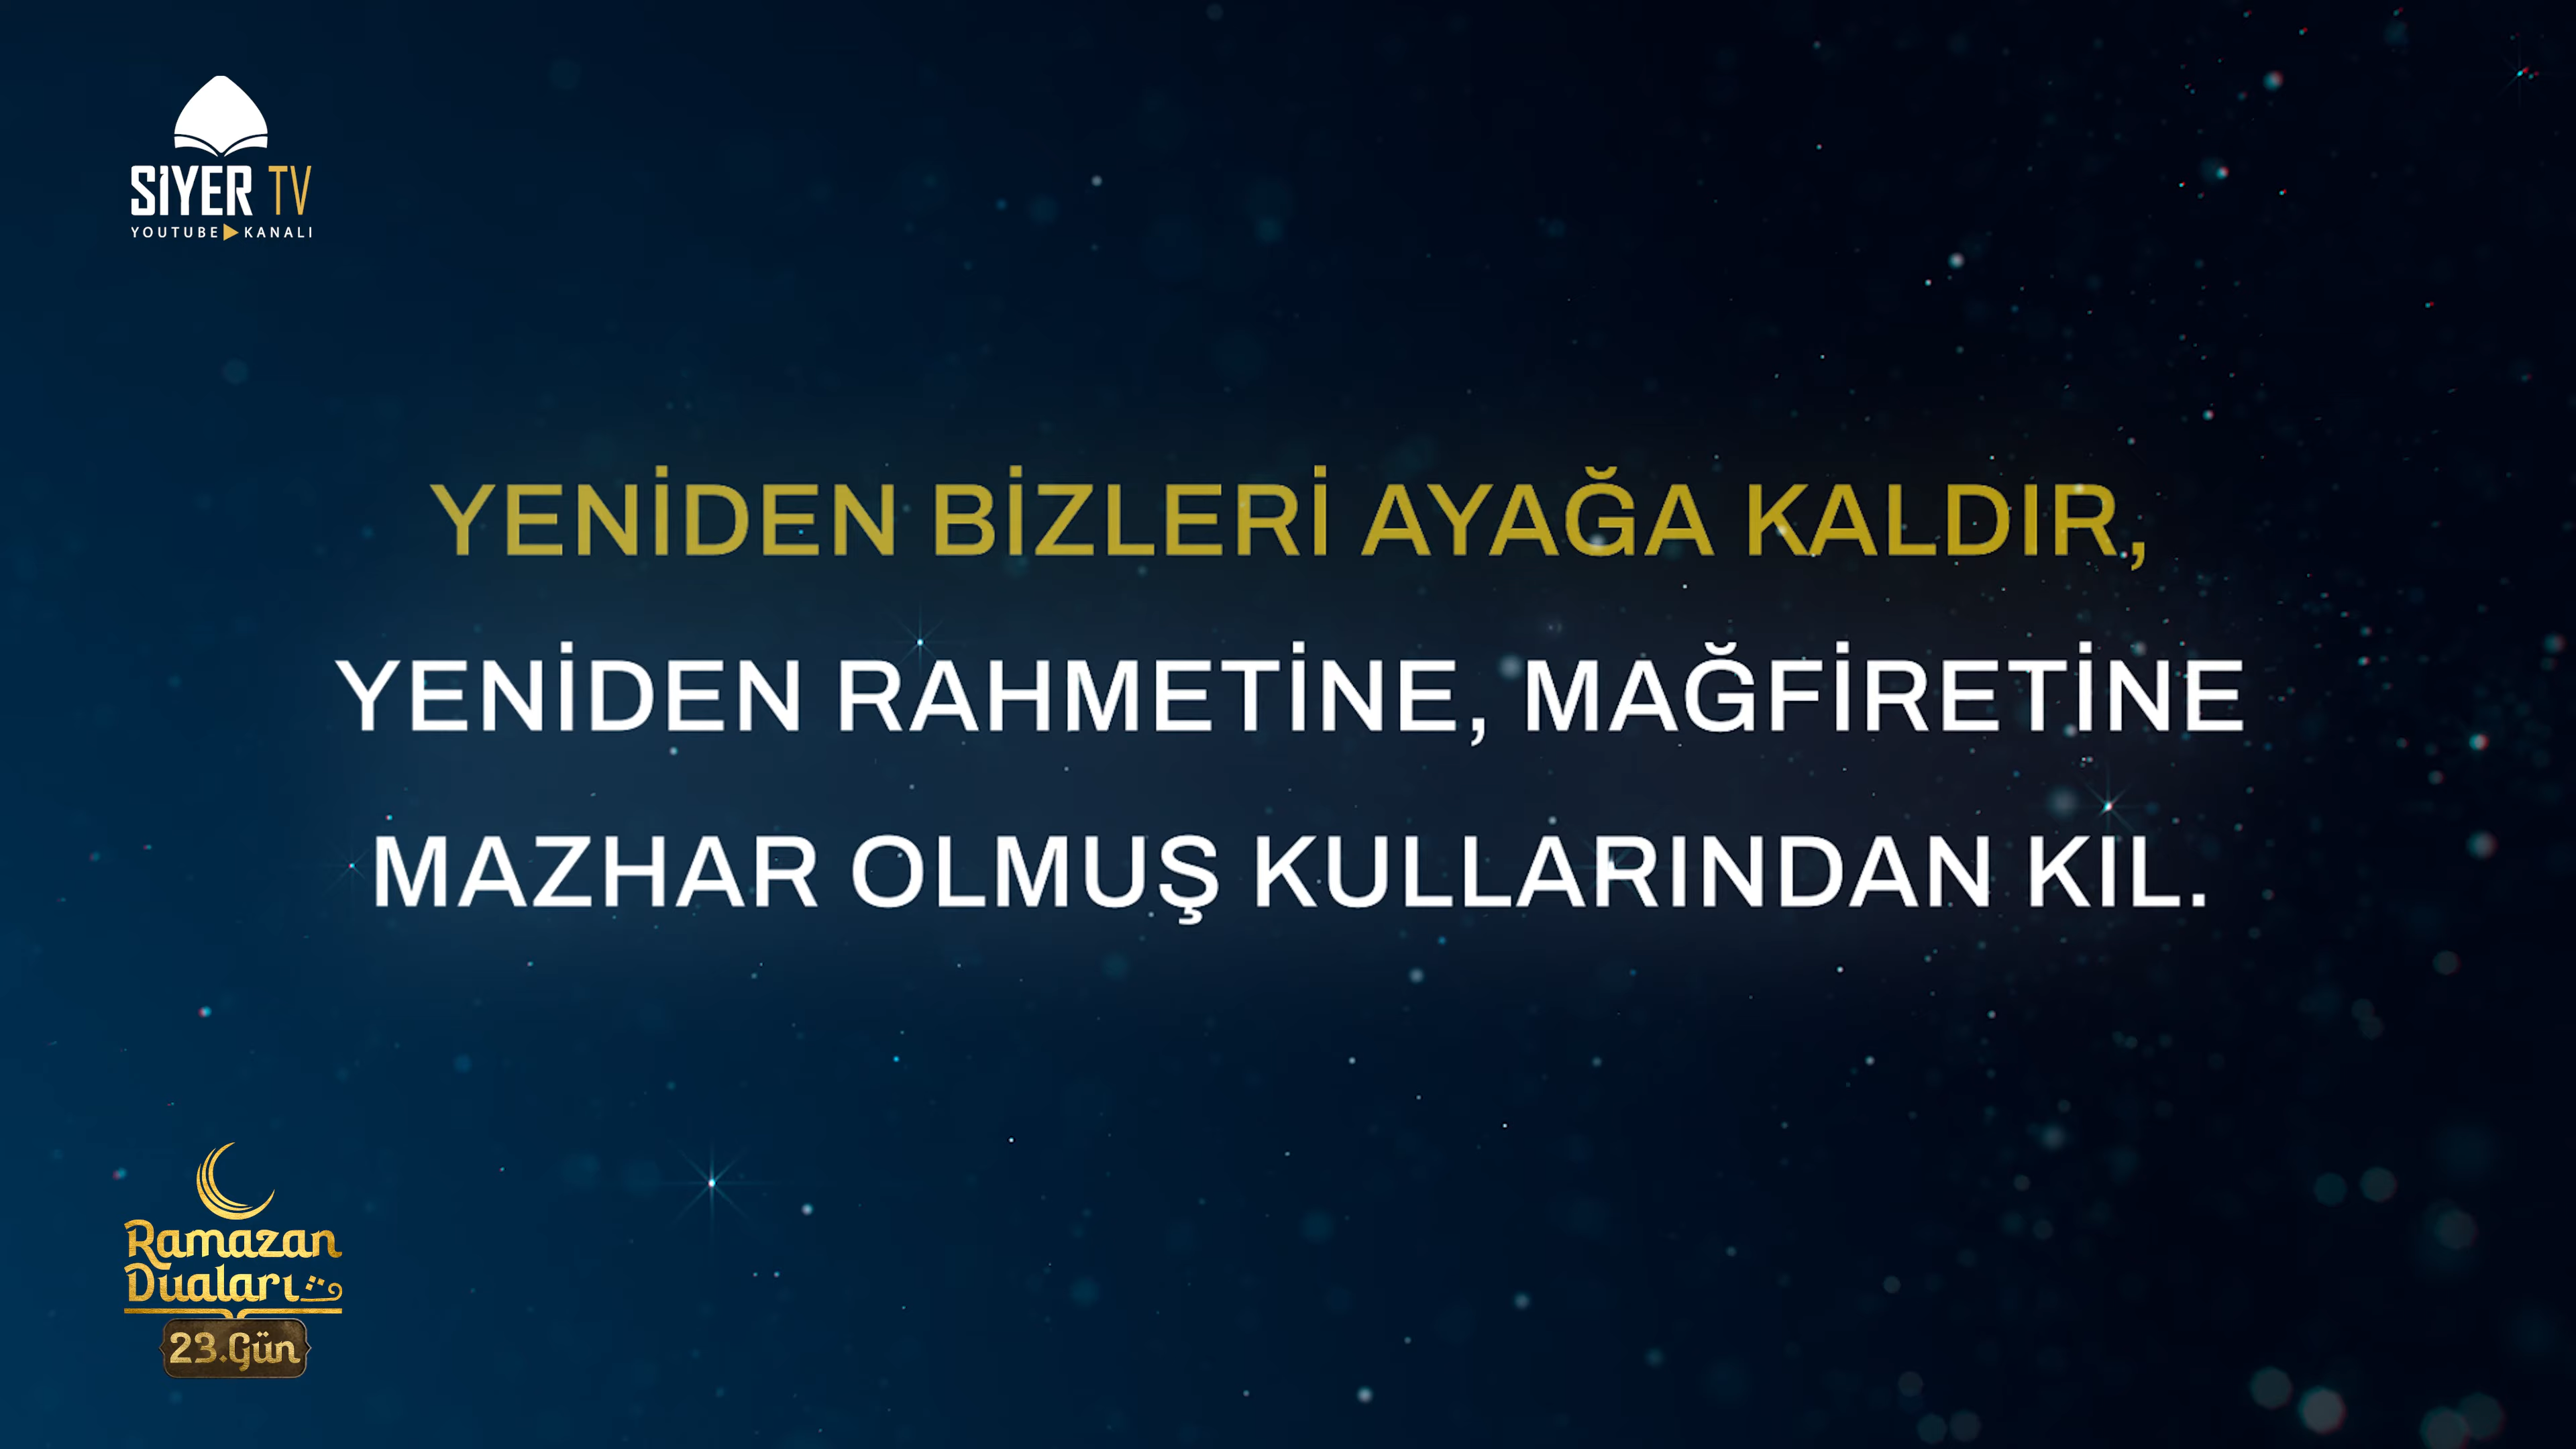 SİYER TV
YOUTUBE KANALI
YENİDEN BİZLERİ AYAĞA KALDIR,
YENİDEN RAHMETİNE, MAĞFİRETİNE
MAZHAR OLMUŞ KULLARINDAN KIL.
Ramazan
Duaları
23.Gün